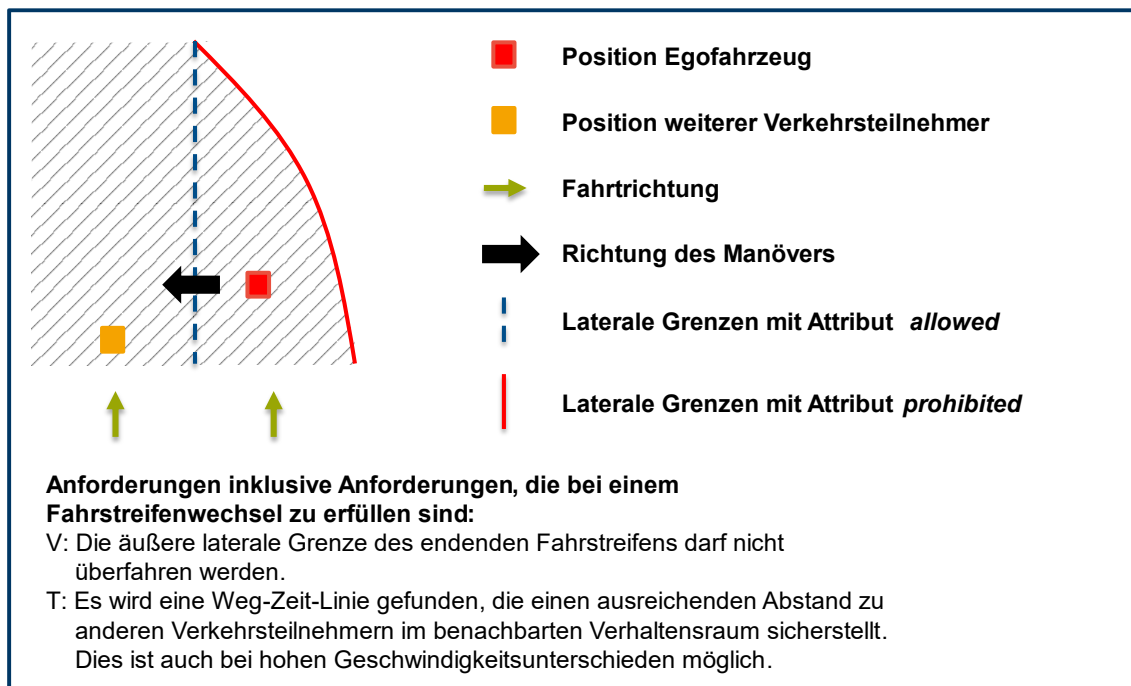 Position Egofahrzeug
Position weiterer Verkehrsteilnehmer
Fahrtrichtung
Richtung des Manövers
Laterale Grenzen mit Attribut allowed
Laterale Grenzen mit Attribut prohibited
Anforderungen inklusive Anforderungen, die bei einem
Fahrstreifenwechsel zu erfüllen sind:
V: Die äußere laterale Grenze des endenden Fahrstreifens darf nicht
überfahren werden.
T: Es wird eine Weg-Zeit-Linie gefunden, die einen ausreichenden Abstand zu
anderen Verkehrsteilnehmern im benachbarten Verhaltensraum sicherstellt.
Dies ist auch bei hohen Geschwindigkeitsunterschieden möglich.